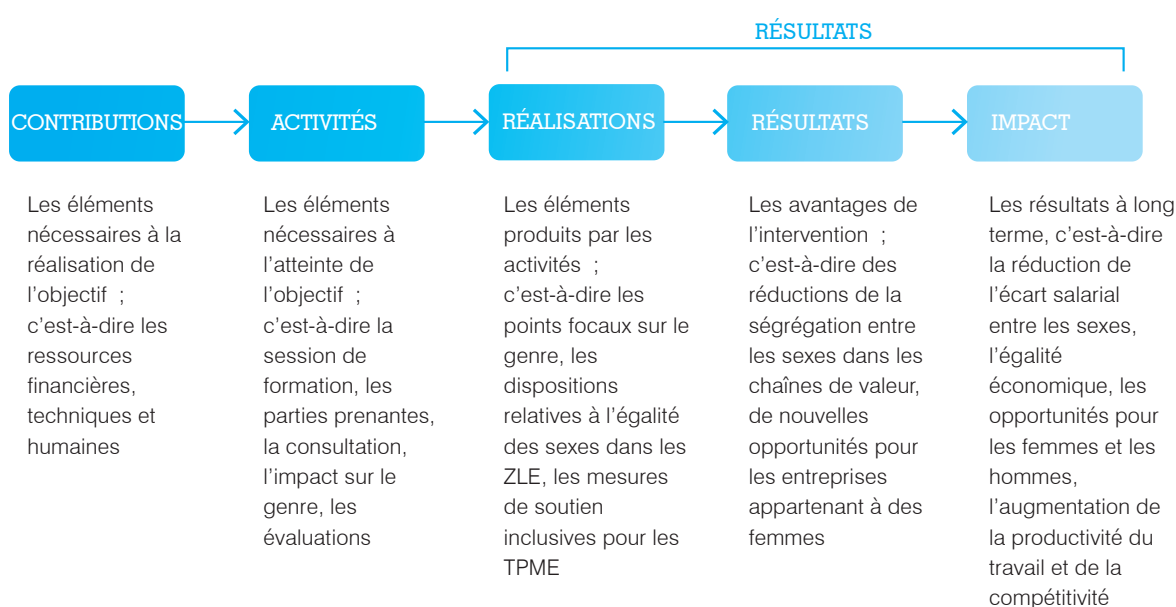 RÉSULTATS
CONTRIBUTIONS
ACTIVITÉS
RÉALISATIONS
RÉSULTATS
IMPACT
Les éléments
nécessaires à la
réalisation de
l'objectif ;
c'est-à-dire les
ressources
financières,
techniques et
humaines
Les éléments
nécessaires à
l'atteinte de
l'objectif ;
c'est-à-dire la
session de
formation, les
parties prenantes,
la consultation,
l'impact sur le
genre, les
évaluations
Les éléments
produits par les
activités ;
c'est-à-dire les
points focaux sur le
genre, les
dispositions
relatives à l'égalité
des sexes dans les
ZLE, les mesures
de soutien
inclusives pour les
TPME
Les avantages de
l'intervention ;
c'est-à-dire des
réductions de la
ségrégation entre
les sexes dans les
chaînes de valeur,
de nouvelles
opportunités pour
les entreprises
appartenant à des
femmes
Les résultats à long
terme, c'est-à-dire
la réduction de
l'écart salarial
entre les sexes,
l'égalité
économique, les
opportunités pour
les femmes et les
hommes,
l'augmentation de
la productivité du
travail et de la
compétitivité